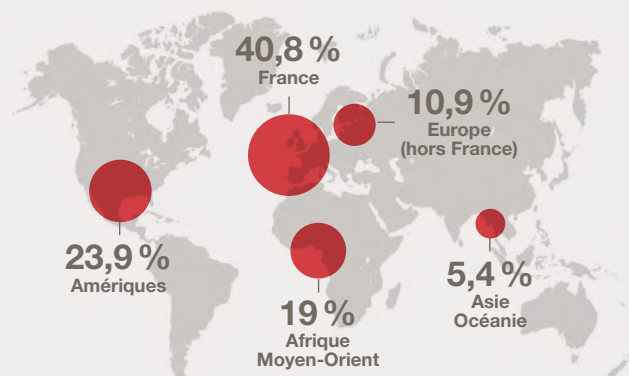 40,8 %
France
10,9 %
Europe
(hors France)
23,9 %
Amériques
19 %
Afrique
Moyen-Orient
5,4 %
Asie
Océanie